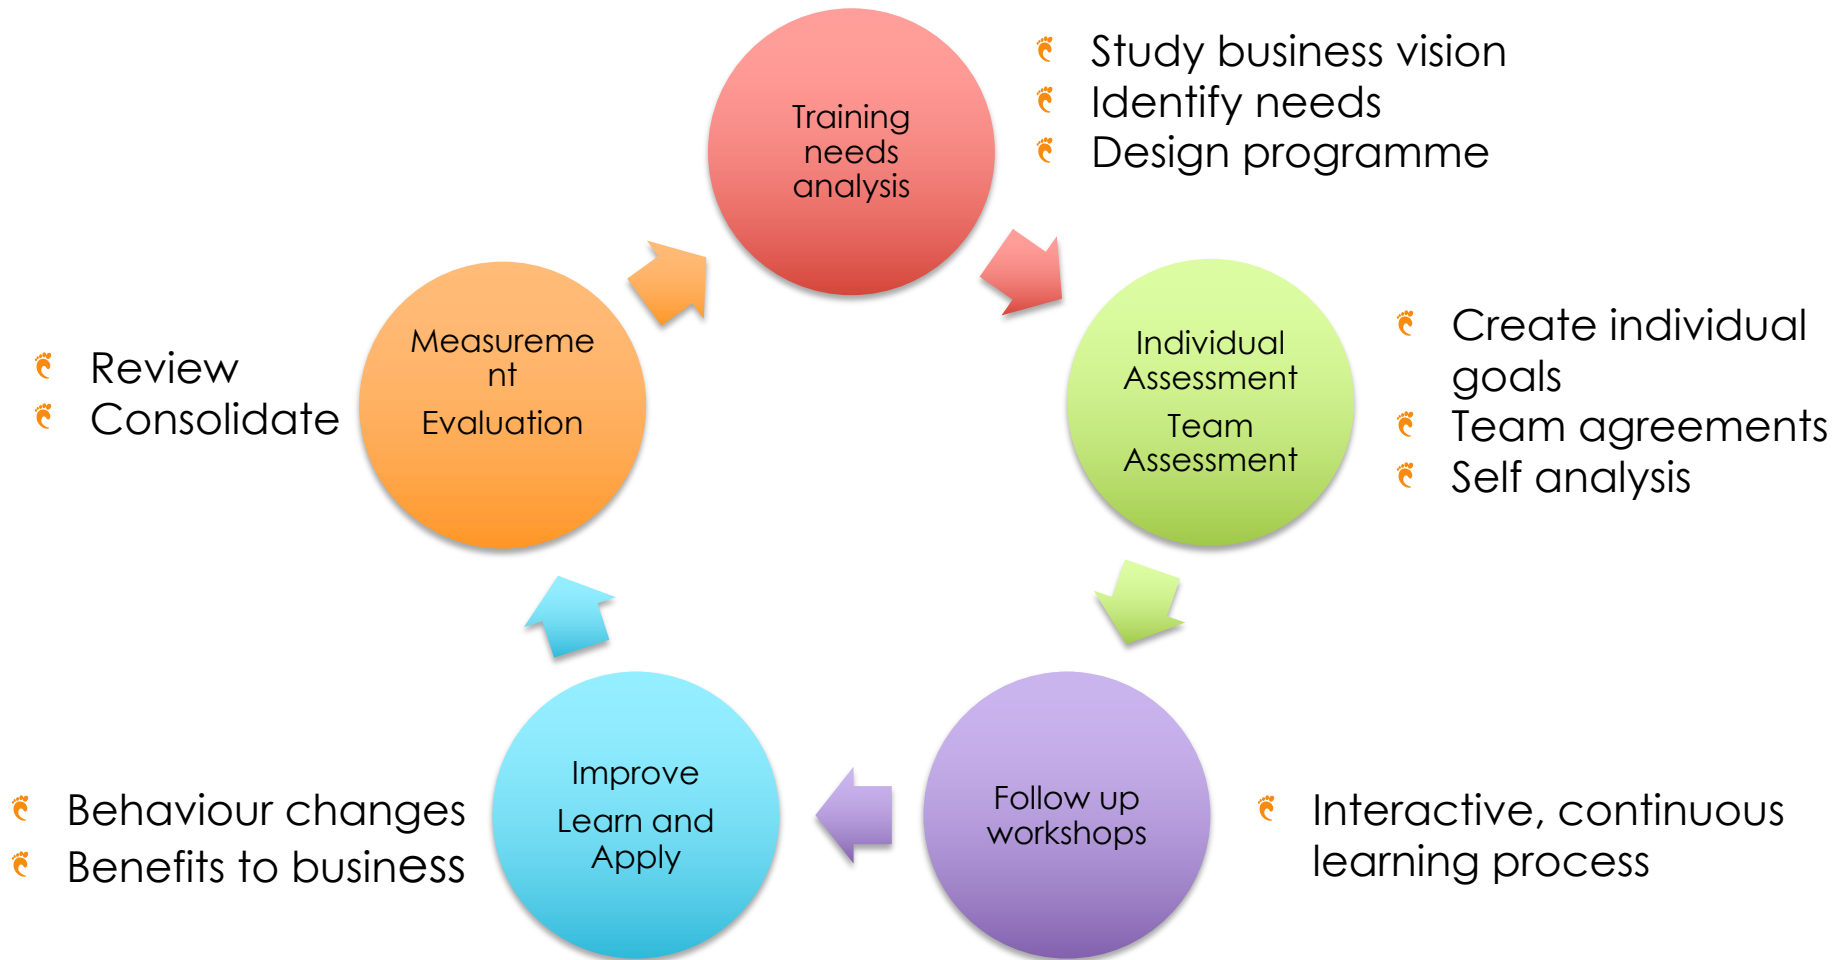 Training
needs
analysis
Study business vision
Identify needs
Design programme
Individual
Assessment
Team
Assessment
Create individual
goals
Team agreements
Self analysis
Follow up
workshops
Interactive, continuous
learning process
Improve
Learn and
Apply
Behaviour changes
Benefits to business
Measureme
nt
Evaluation
Review
Consolidate